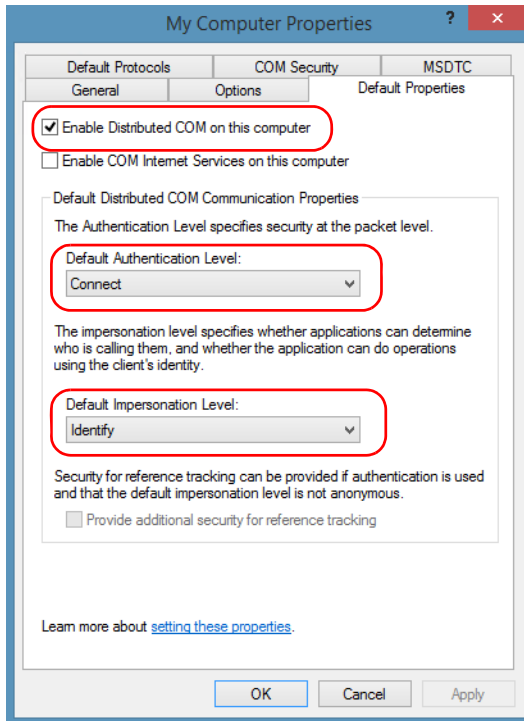 My Computer Properties
? ×
Default Protocols COM Security MSDTC
General Options Default Properties
Enable Distributed COM on this computer
Enable COM Internet Services on this computer
Default Distributed COM Communication Properties
The Authentication Level specifies security at the packet level.
Default Authentication Level:
Connect
The impersonation level specifies whether applications can determine
who is calling them, and whether the application can do operations
using the client's identity.
Default Impersonation Level:
Identify
Security for reference tracking can be provided if authentication is used
and that the default impersonation level is not anonymous.
Provide additional security for reference tracking
Learn more about setting these properties.
OK Cancel Apply